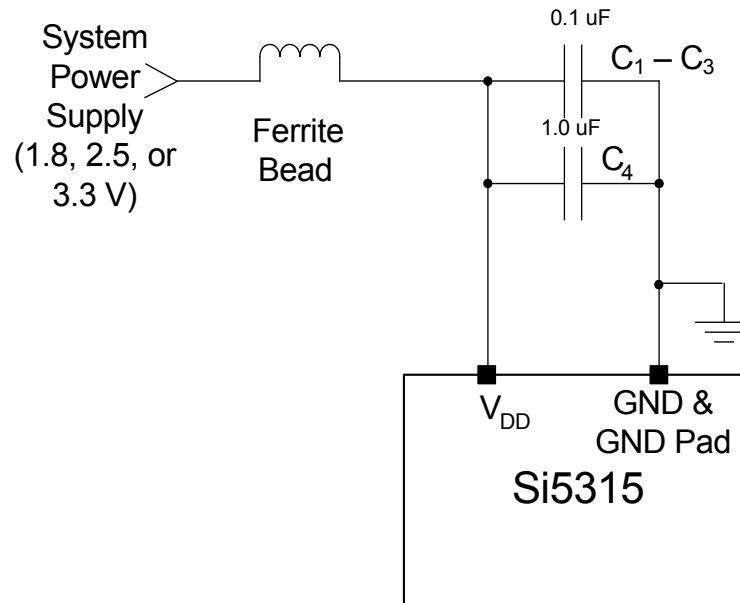 System
Power
Supply
(1.8, 2.5, or
3.3 V)
Ferrite
Bead
0.1 uF
C₁ – C₃
1.0 uF
C₄
V_DD
GND &
GND Pad
Si5315